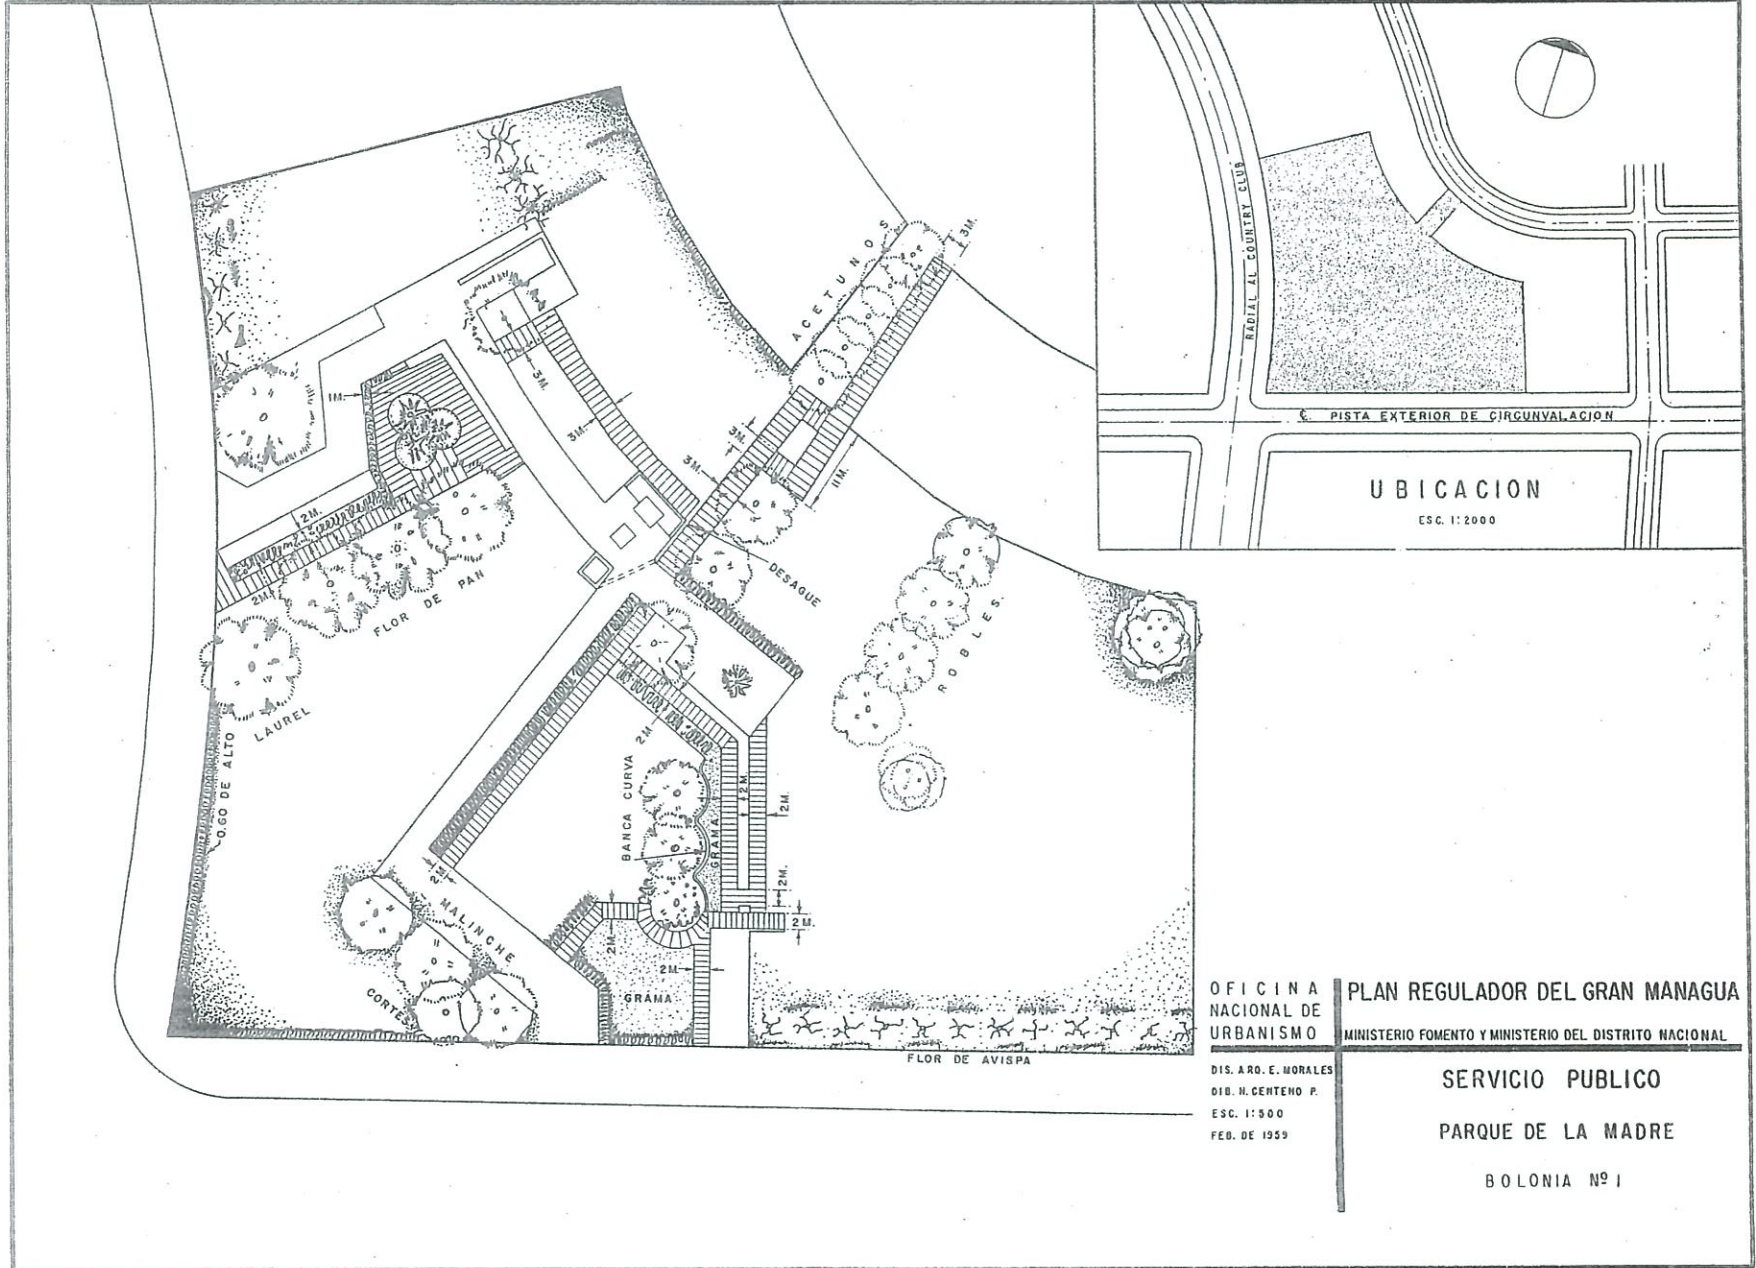 ACETUNOS
3M.
3M.
3M.
1M.
3M.
3M.
11M.
2M.
2M.
FLOR DE PAN
DESAGUE
ROBLES.
LAUREL
0.60 DE ALTO
2M
BANCA CURVA
GRAMA
2M.
2M.
2M.
2M.
2M.
2M.
2M
MALINCHE
CORTES
GRAMA
FLOR DE AVISPA
RADIAL AL COUNTRY CLUB
℄ PISTA EXTERIOR DE CIRCUNVALACION
UBICACION
ESC. 1:2000
OFICINA
NACIONAL DE
URBANISMO
PLAN REGULADOR DEL GRAN MANAGUA
MINISTERIO FOMENTO Y MINISTERIO DEL DISTRITO NACIONAL
DIS. ARQ. E. MORALES
DIB. N. CENTENO P.
ESC. 1:500
FEB. DE 1959
SERVICIO PUBLICO
PARQUE DE LA MADRE
BOLONIA Nº 1